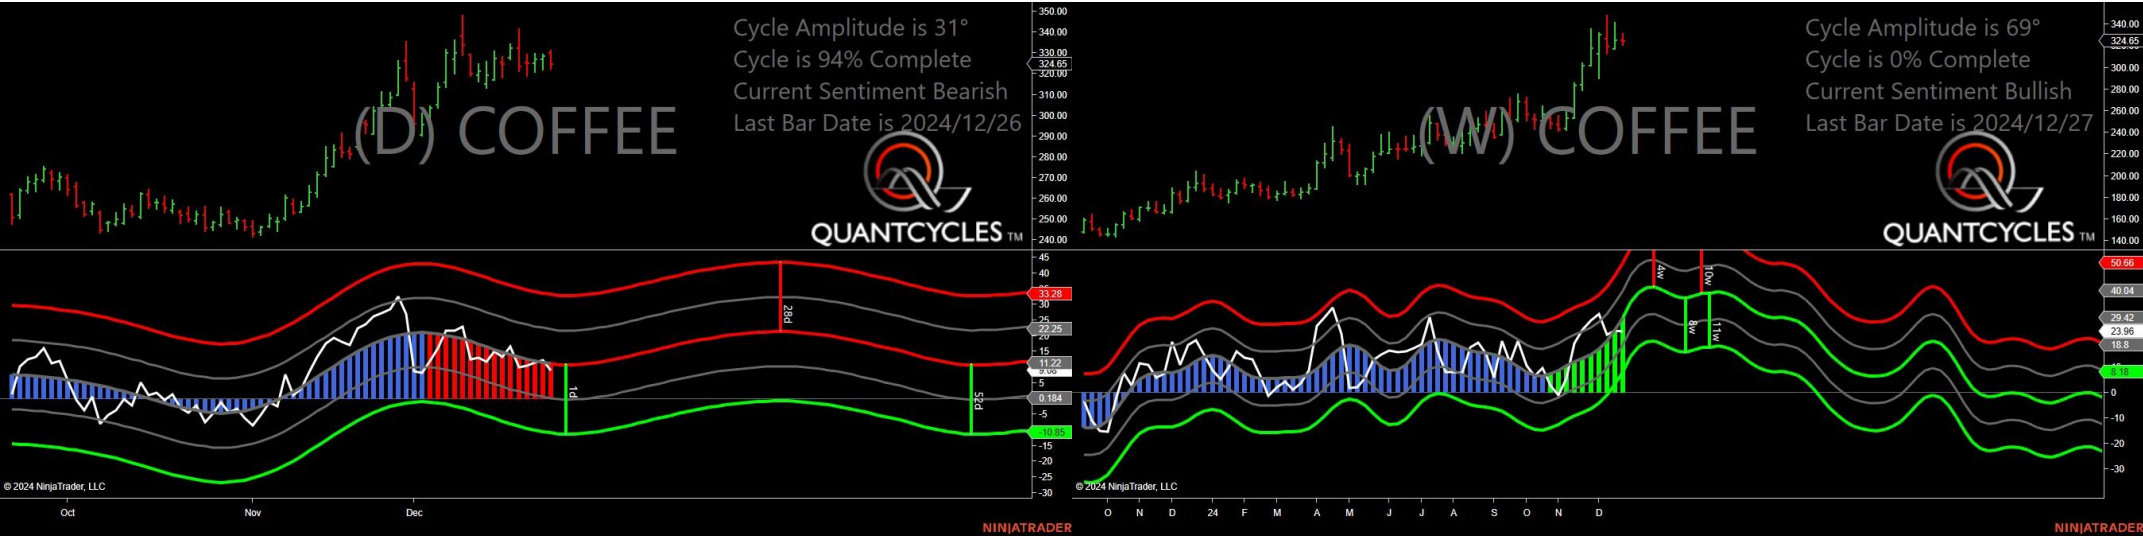 Cycle Amplitude is 31°
Cycle is 94% Complete
Current Sentiment Bearish
Last Bar Date is 2024/12/26
(D) COFFEE
QUANTCYCLES TM
350.00
340.00
330.00
324.65
320.00
310.00
300.00
290.00
280.00
270.00
260.00
250.00
240.00
45
40
33.28
30
25
22.25
20
15
11.22
5
0.184
-5
-10.85
-15
-20
-25
-30
28d
1d
52d
© 2024 NinjaTrader, LLC
Oct
Nov
Dec
NINJATRADER
Cycle Amplitude is 69°
Cycle is 0% Complete
Current Sentiment Bullish
Last Bar Date is 2024/12/27
(W) COFFEE
QUANTCYCLES TM
340.00
324.65
300.00
280.00
260.00
240.00
220.00
200.00
180.00
160.00
140.00
50.66
40.04
29.42
23.96
18.8
8.18
0
-10
-20
-30
4w
10w
8w
11w
© 2024 NinjaTrader, LLC
O N D 24 F M A M J J A S O N D
NINJATRADER